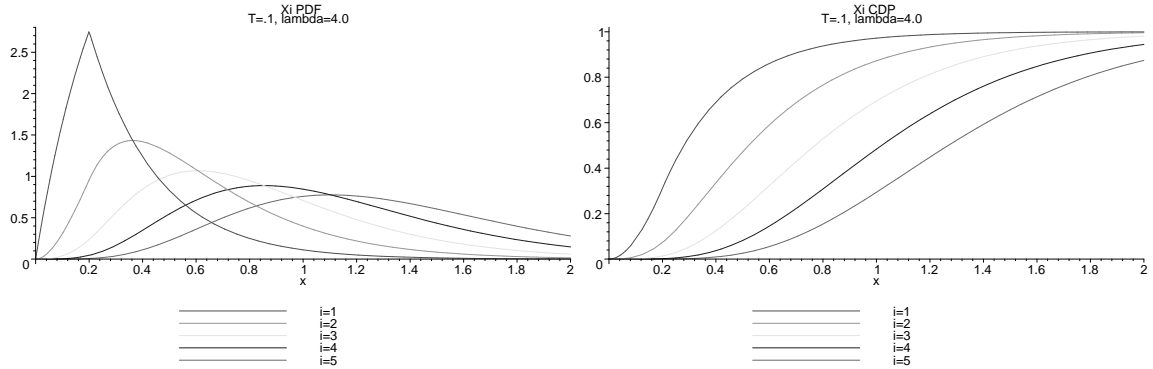 Xi PDF
T=.1, lambda=4.0
2.5
2
1.5
1
0.5
0
0.2 0.4 0.6 0.8 1 1.2 1.4 1.6 1.8 2
x
i=1
i=2
i=3
i=4
i=5
Xi CDP
T=.1, lambda=4.0
1
0.8
0.6
0.4
0.2
0
0.2 0.4 0.6 0.8 1 1.2 1.4 1.6 1.8 2
x
i=1
i=2
i=3
i=4
i=5